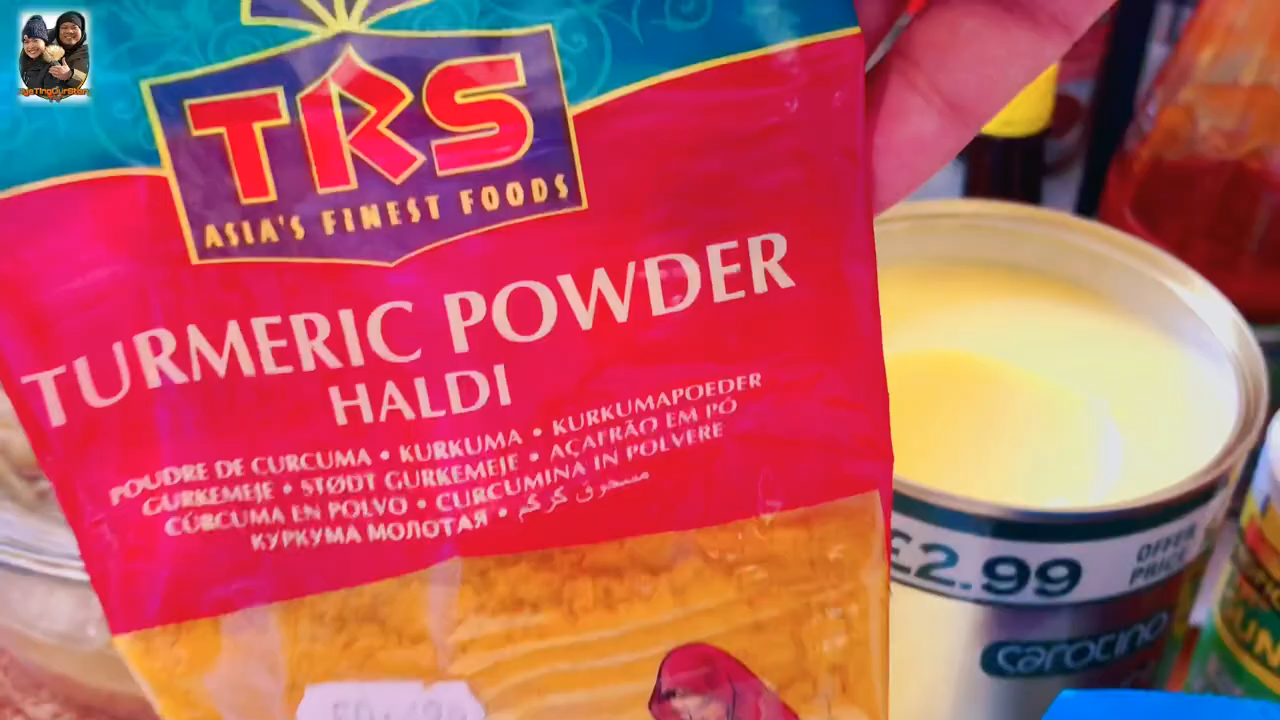 TRS
ASIA'S FINEST FOODS
TURMERIC POWDER
HALDI
POUDRE DE CURCUMA • KURKUMA • KURKUMAPOEDER
GURKEMEJE • STØDT GURKEMEJE • AÇAFRÃO EM PÓ
CÚRCUMA EN POLVO • CURCUMINA IN POLVERE
КУРКУМА МОЛОТАЯ • مسحوق كركم
£2.99
OFFER
PRICE
carotino